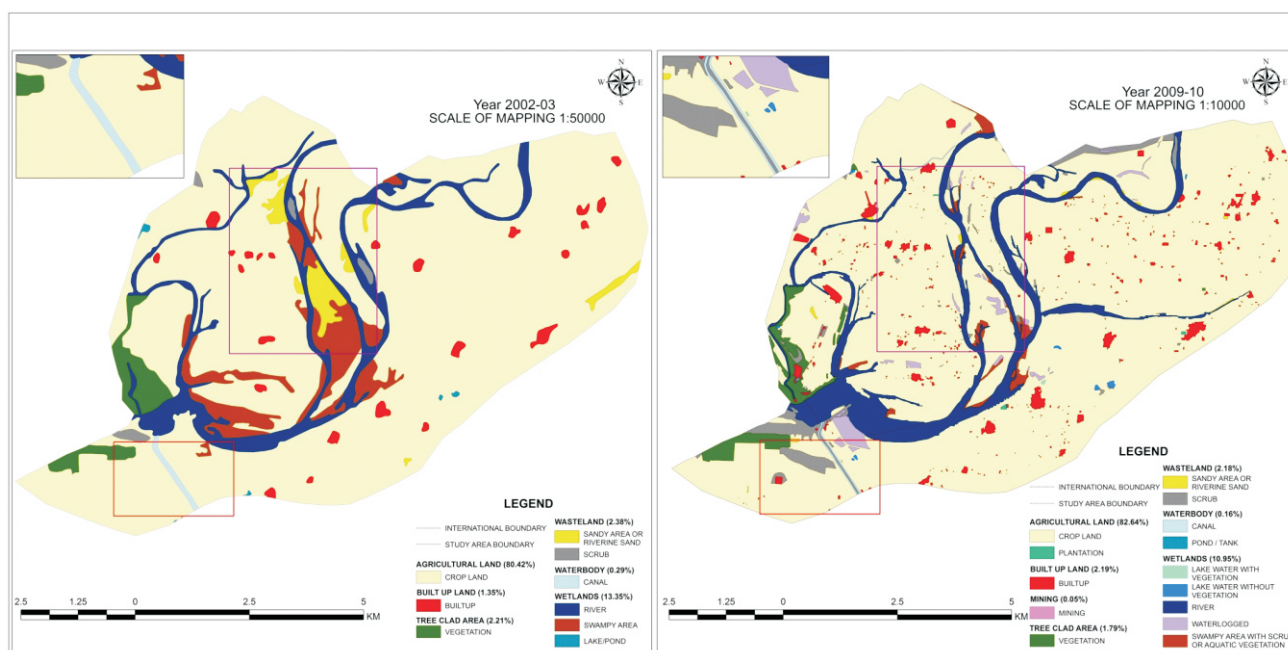 N
W E
S
Year 2002-03
SCALE OF MAPPING 1:50000
LEGEND
INTERNATIONAL BOUNDARY
STUDY AREA BOUNDARY
AGRICULTURAL LAND (80.42%)
CROP LAND
BUILT UP LAND (1.35%)
BUILTUP
TREE CLAD AREA (2.21%)
VEGETATION
WASTELAND (2.38%)
SANDY AREA OR
RIVERINE SAND
SCRUB
WATERBODY (0.29%)
CANAL
WETLANDS (13.35%)
RIVER
SWAMPY AREA
LAKE/POND
2.5 0 2.5 5
KM
N
W E
S
Year 2009-10
SCALE OF MAPPING 1:10000
LEGEND
INTERNATIONAL BOUNDARY
STUDY AREA BOUNDARY
AGRICULTURAL LAND (82.64%)
CROP LAND
PLANTATION
BUILT UP LAND (2.19%)
BUILTUP
MINING (0.05%)
MINING
TREE CLAD AREA (1.79%)
VEGETATION
WASTELAND (2.18%)
SANDY AREA OR
RIVERINE SAND
SCRUB
WATERBODY (0.16%)
CANAL
POND / TANK
WETLANDS (10.95%)
LAKE WATER WITH
VEGETATION
LAKE WATER WITHOUT
VEGETATION
RIVER
WATERLOGGED
SWAMPY AREA WITH SCRU
OR AQUATIC VEGETATION
2.5 0 2.5 5
KM